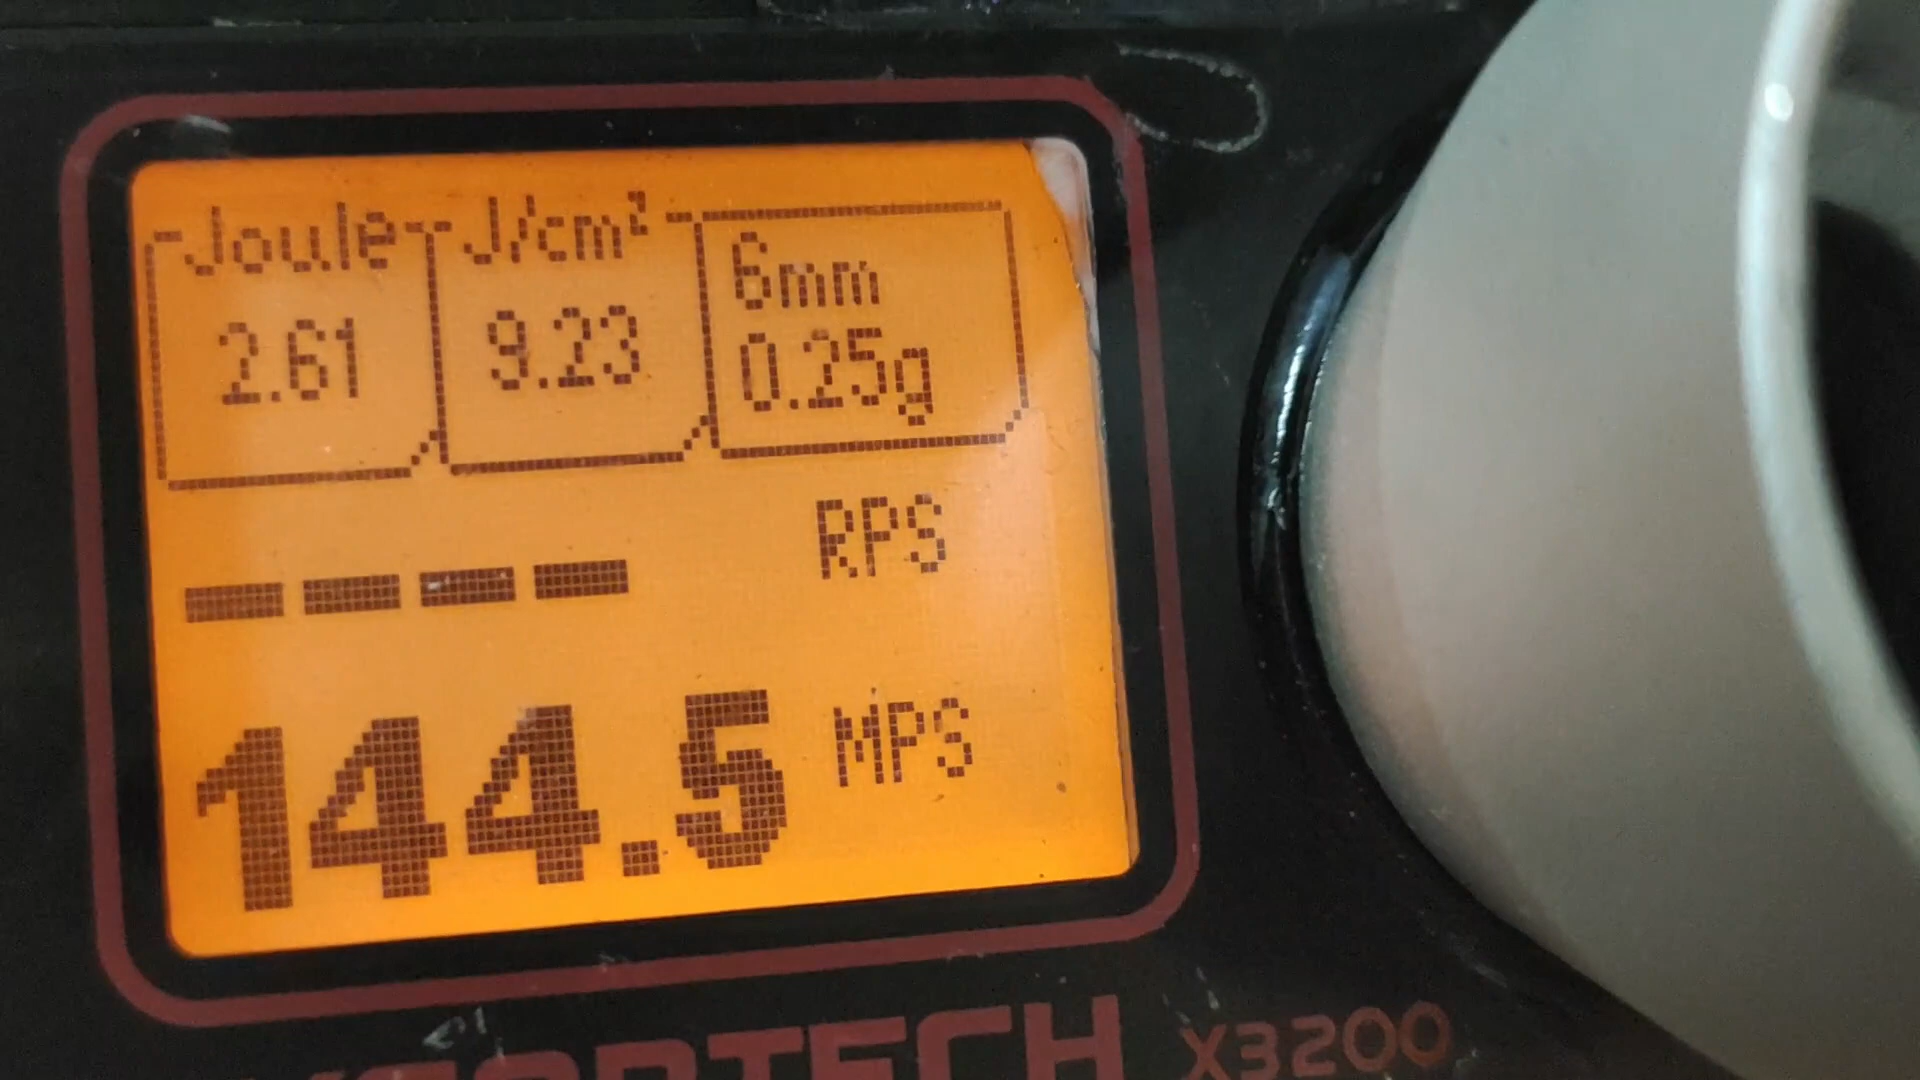 Joule J/cm² 6mm
2.61 9.23 0.25g
---- RPS
144.5 MPS
X3200